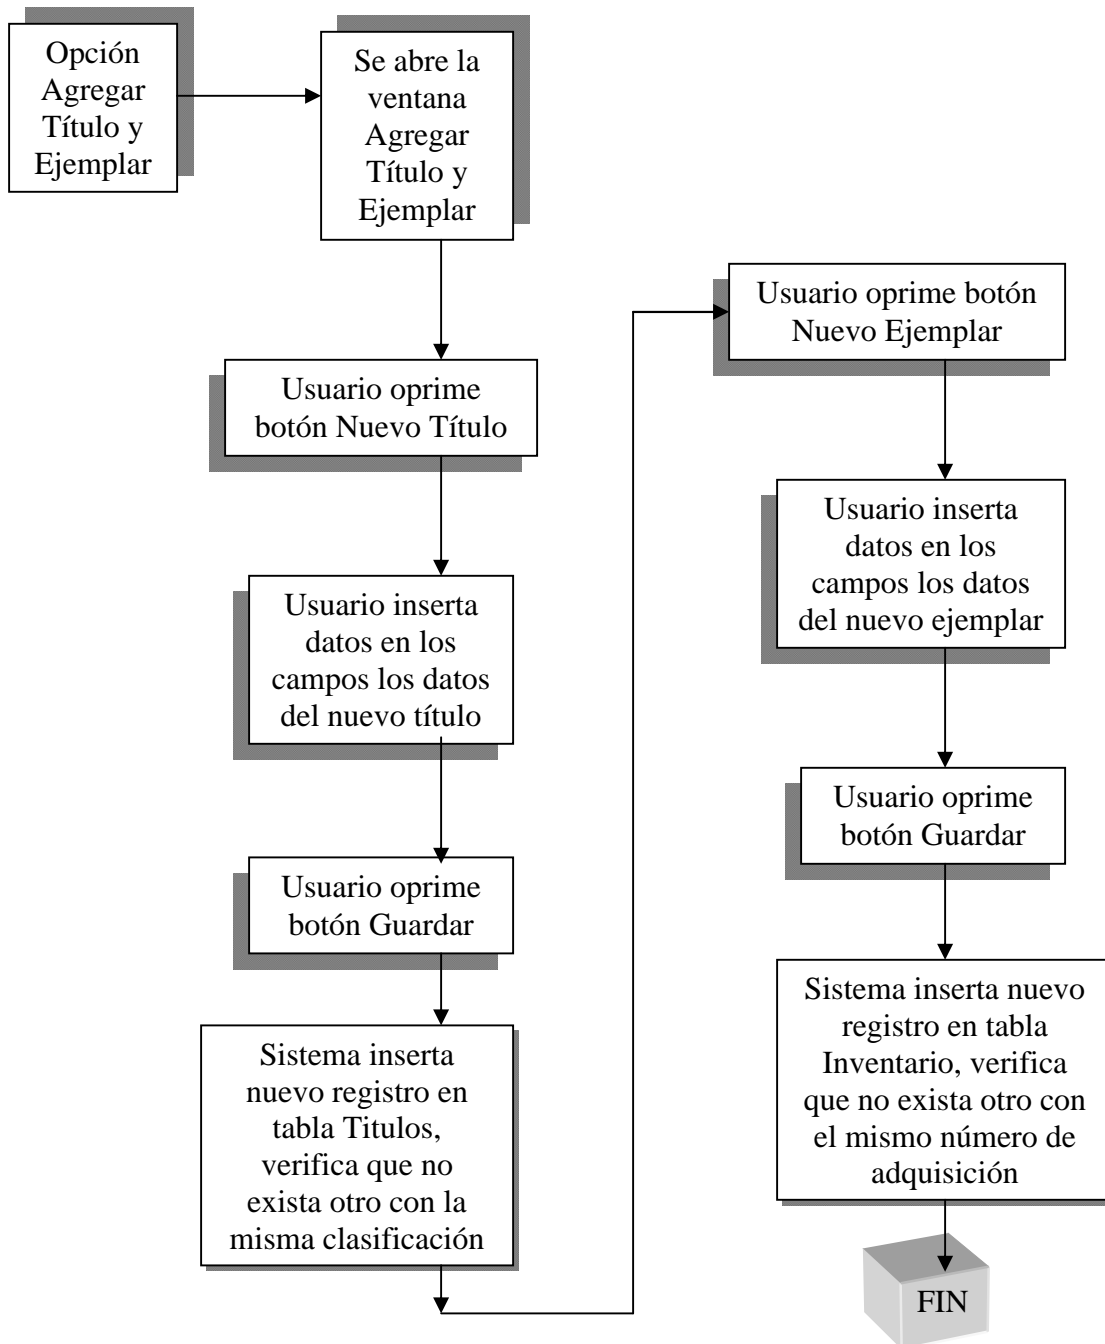 Opción
Agregar
Título y
Ejemplar
Se abre la
ventana
Agregar
Título y
Ejemplar
Usuario oprime
botón Nuevo Título
Usuario inserta
datos en los
campos los datos
del nuevo título
Usuario oprime
botón Guardar
Sistema inserta
nuevo registro en
tabla Titulos,
verifica que no
exista otro con la
misma clasificación
Usuario oprime botón
Nuevo Ejemplar
Usuario inserta
datos en los
campos los datos
del nuevo ejemplar
Usuario oprime
botón Guardar
Sistema inserta nuevo
registro en tabla
Inventario, verifica
que no exista otro con
el mismo número de
adquisición
FIN